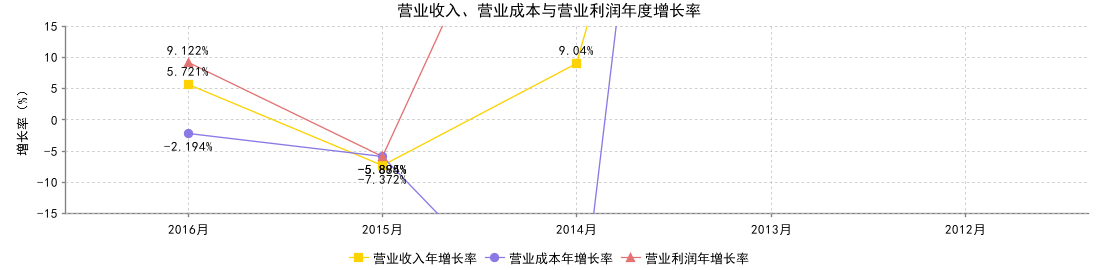 营业收入、营业成本与营业利润年度增长率
增长率 (%)
15
10
5
0
-5
-10
-15
9.122%
5.721%
-2.194%
-7.372%
9.04%
2016月
2015月
2014月
2013月
2012月
营业收入年增长率
营业成本年增长率
营业利润年增长率